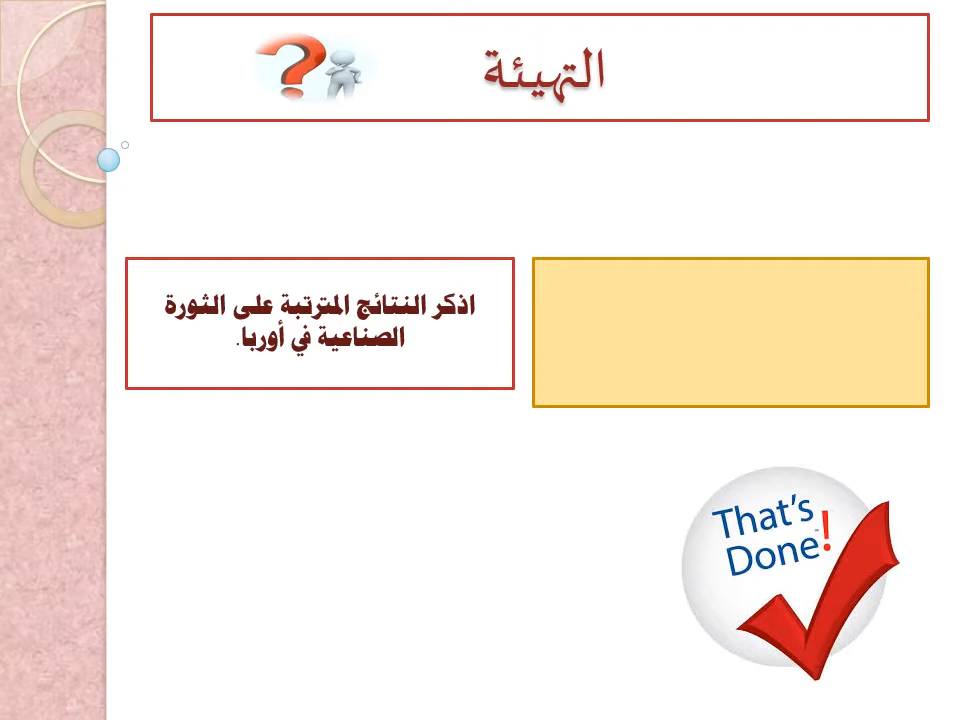 التهيئة
اذكر النتائج المترتبة على الثورة
الصناعية في أوربا.
That's
Done!